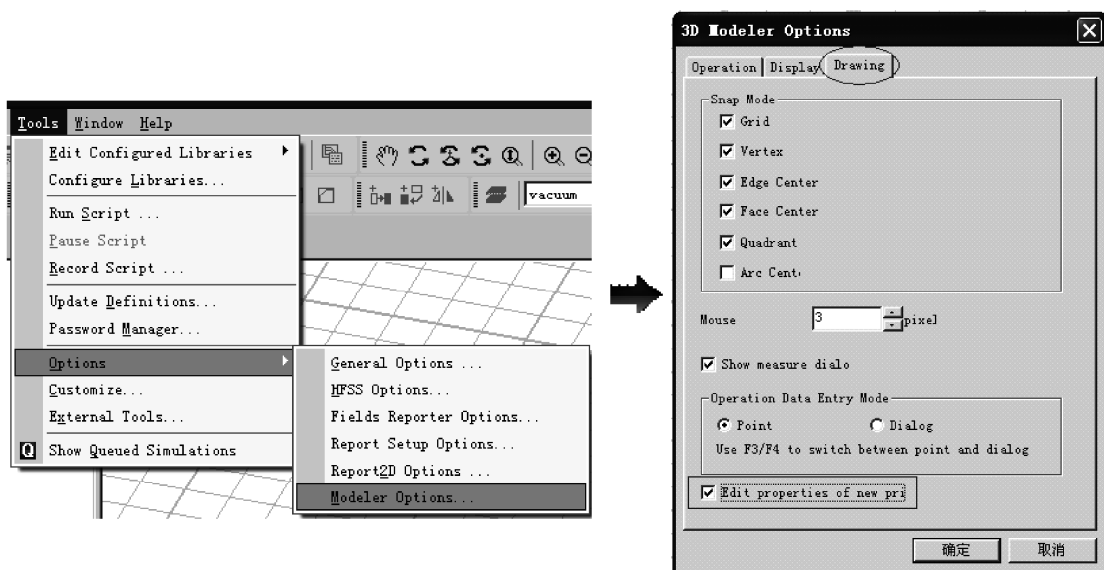 Tools Window Help
Edit Configured Libraries
Configure Libraries...
Run Script ...
Pause Script
Record Script ...
Update Definitions...
Password Manager...
Options
Customize...
External Tools...
Show Queued Simulations
vacuum
General Options ...
HFSS Options...
Fields Reporter Options...
Report Setup Options...
Report2D Options ...
Modeler Options...
3D Modeler Options
Operation Display Drawing
Snap Mode
Grid
Vertex
Edge Center
Face Center
Quadrant
Arc Cent
Mouse 3 pixel
Show measure dialo
Operation Data Entry Mode
Point Dialog
Use F3/F4 to switch between point and dialog
Edit properties of new pri
确定 取消